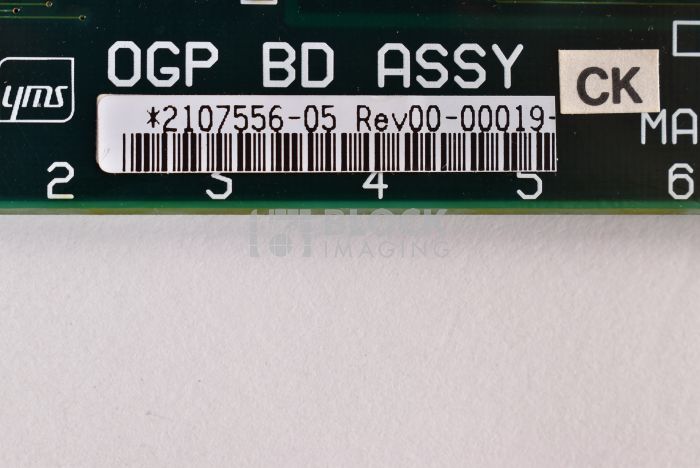 OGP BD ASSY
CK
yms
*2107556-05 Rev00-00019-
MA
2 3 4 5 6
BLOCK
IMAGING